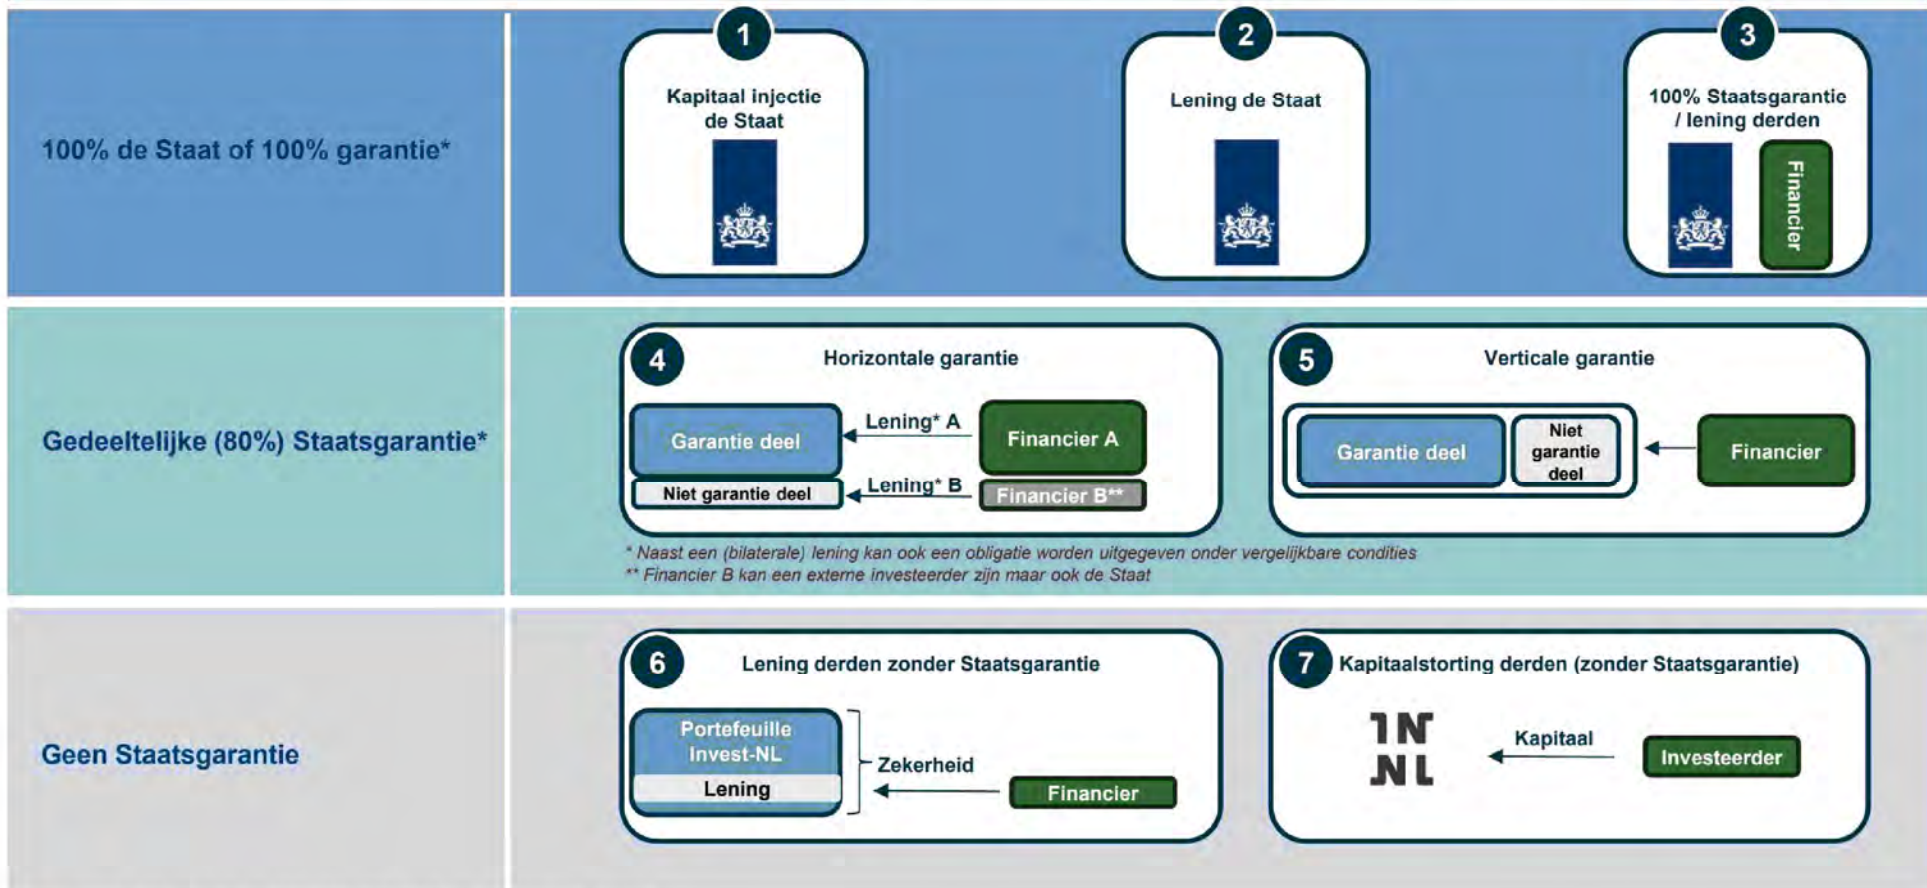 1
2
3
Kapitaal injectie
de Staat
Lening de Staat
100% Staatsgarantie
/ lening derden
100% de Staat of 100% garantie*
Financier
4
Horizontale garantie
5
Verticale garantie
Garantie deel
Lening* A
Financier A
Niet garantie deel
Lening* B
Financier B**
Gedeeltelijke (80%) Staatsgarantie*
Garantie deel
Niet
garantie
deel
Financier
* Naast een (bilaterale) lening kan ook een obligatie worden uitgegeven onder vergelijkbare condities
** Financier B kan een externe investeerder zijn maar ook de Staat
6
Lening derden zonder Staatsgarantie
7
Kapitaalstorting derden (zonder Staatsgarantie)
Geen Staatsgarantie
Portefeuille
Invest-NL
Lening
Zekerheid
Financier
IN
NL
Kapitaal
Investeerder